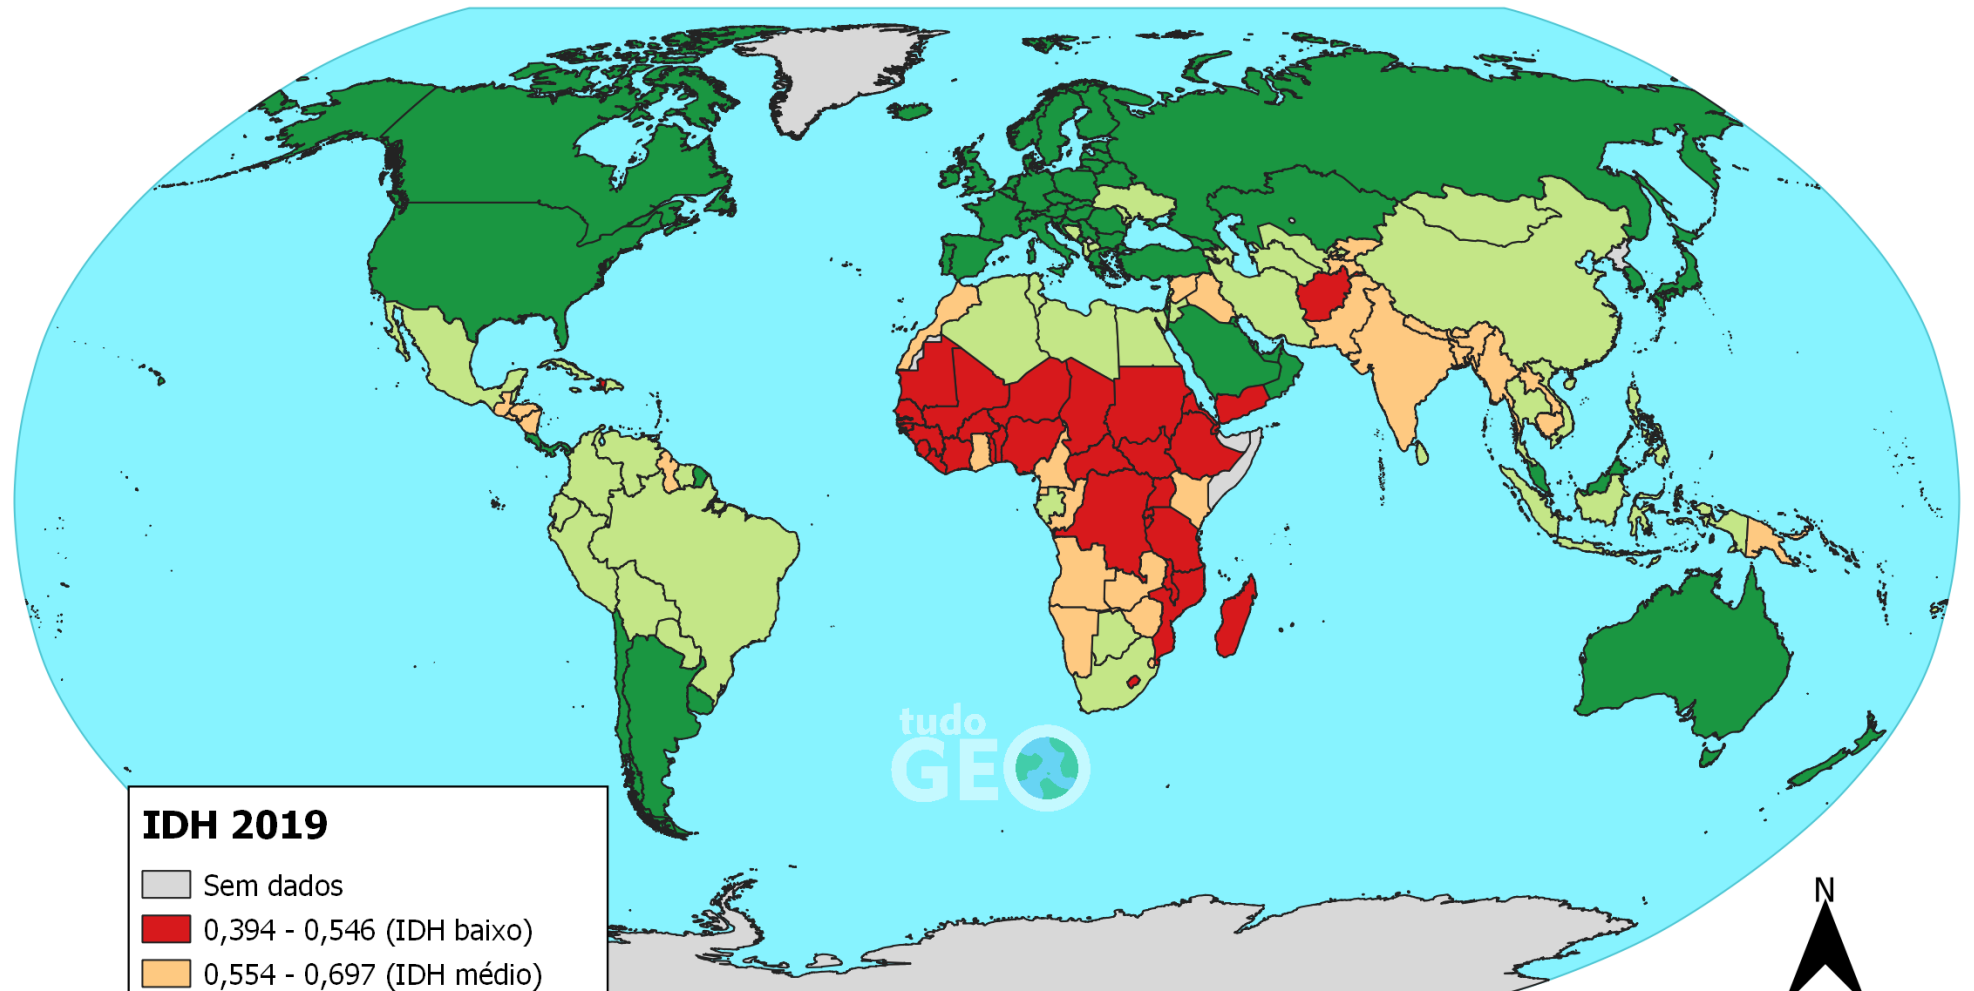 tudo
GEO
IDH 2019
Sem dados
0,394 - 0,546 (IDH baixo)
0,554 - 0,697 (IDH médio)
N